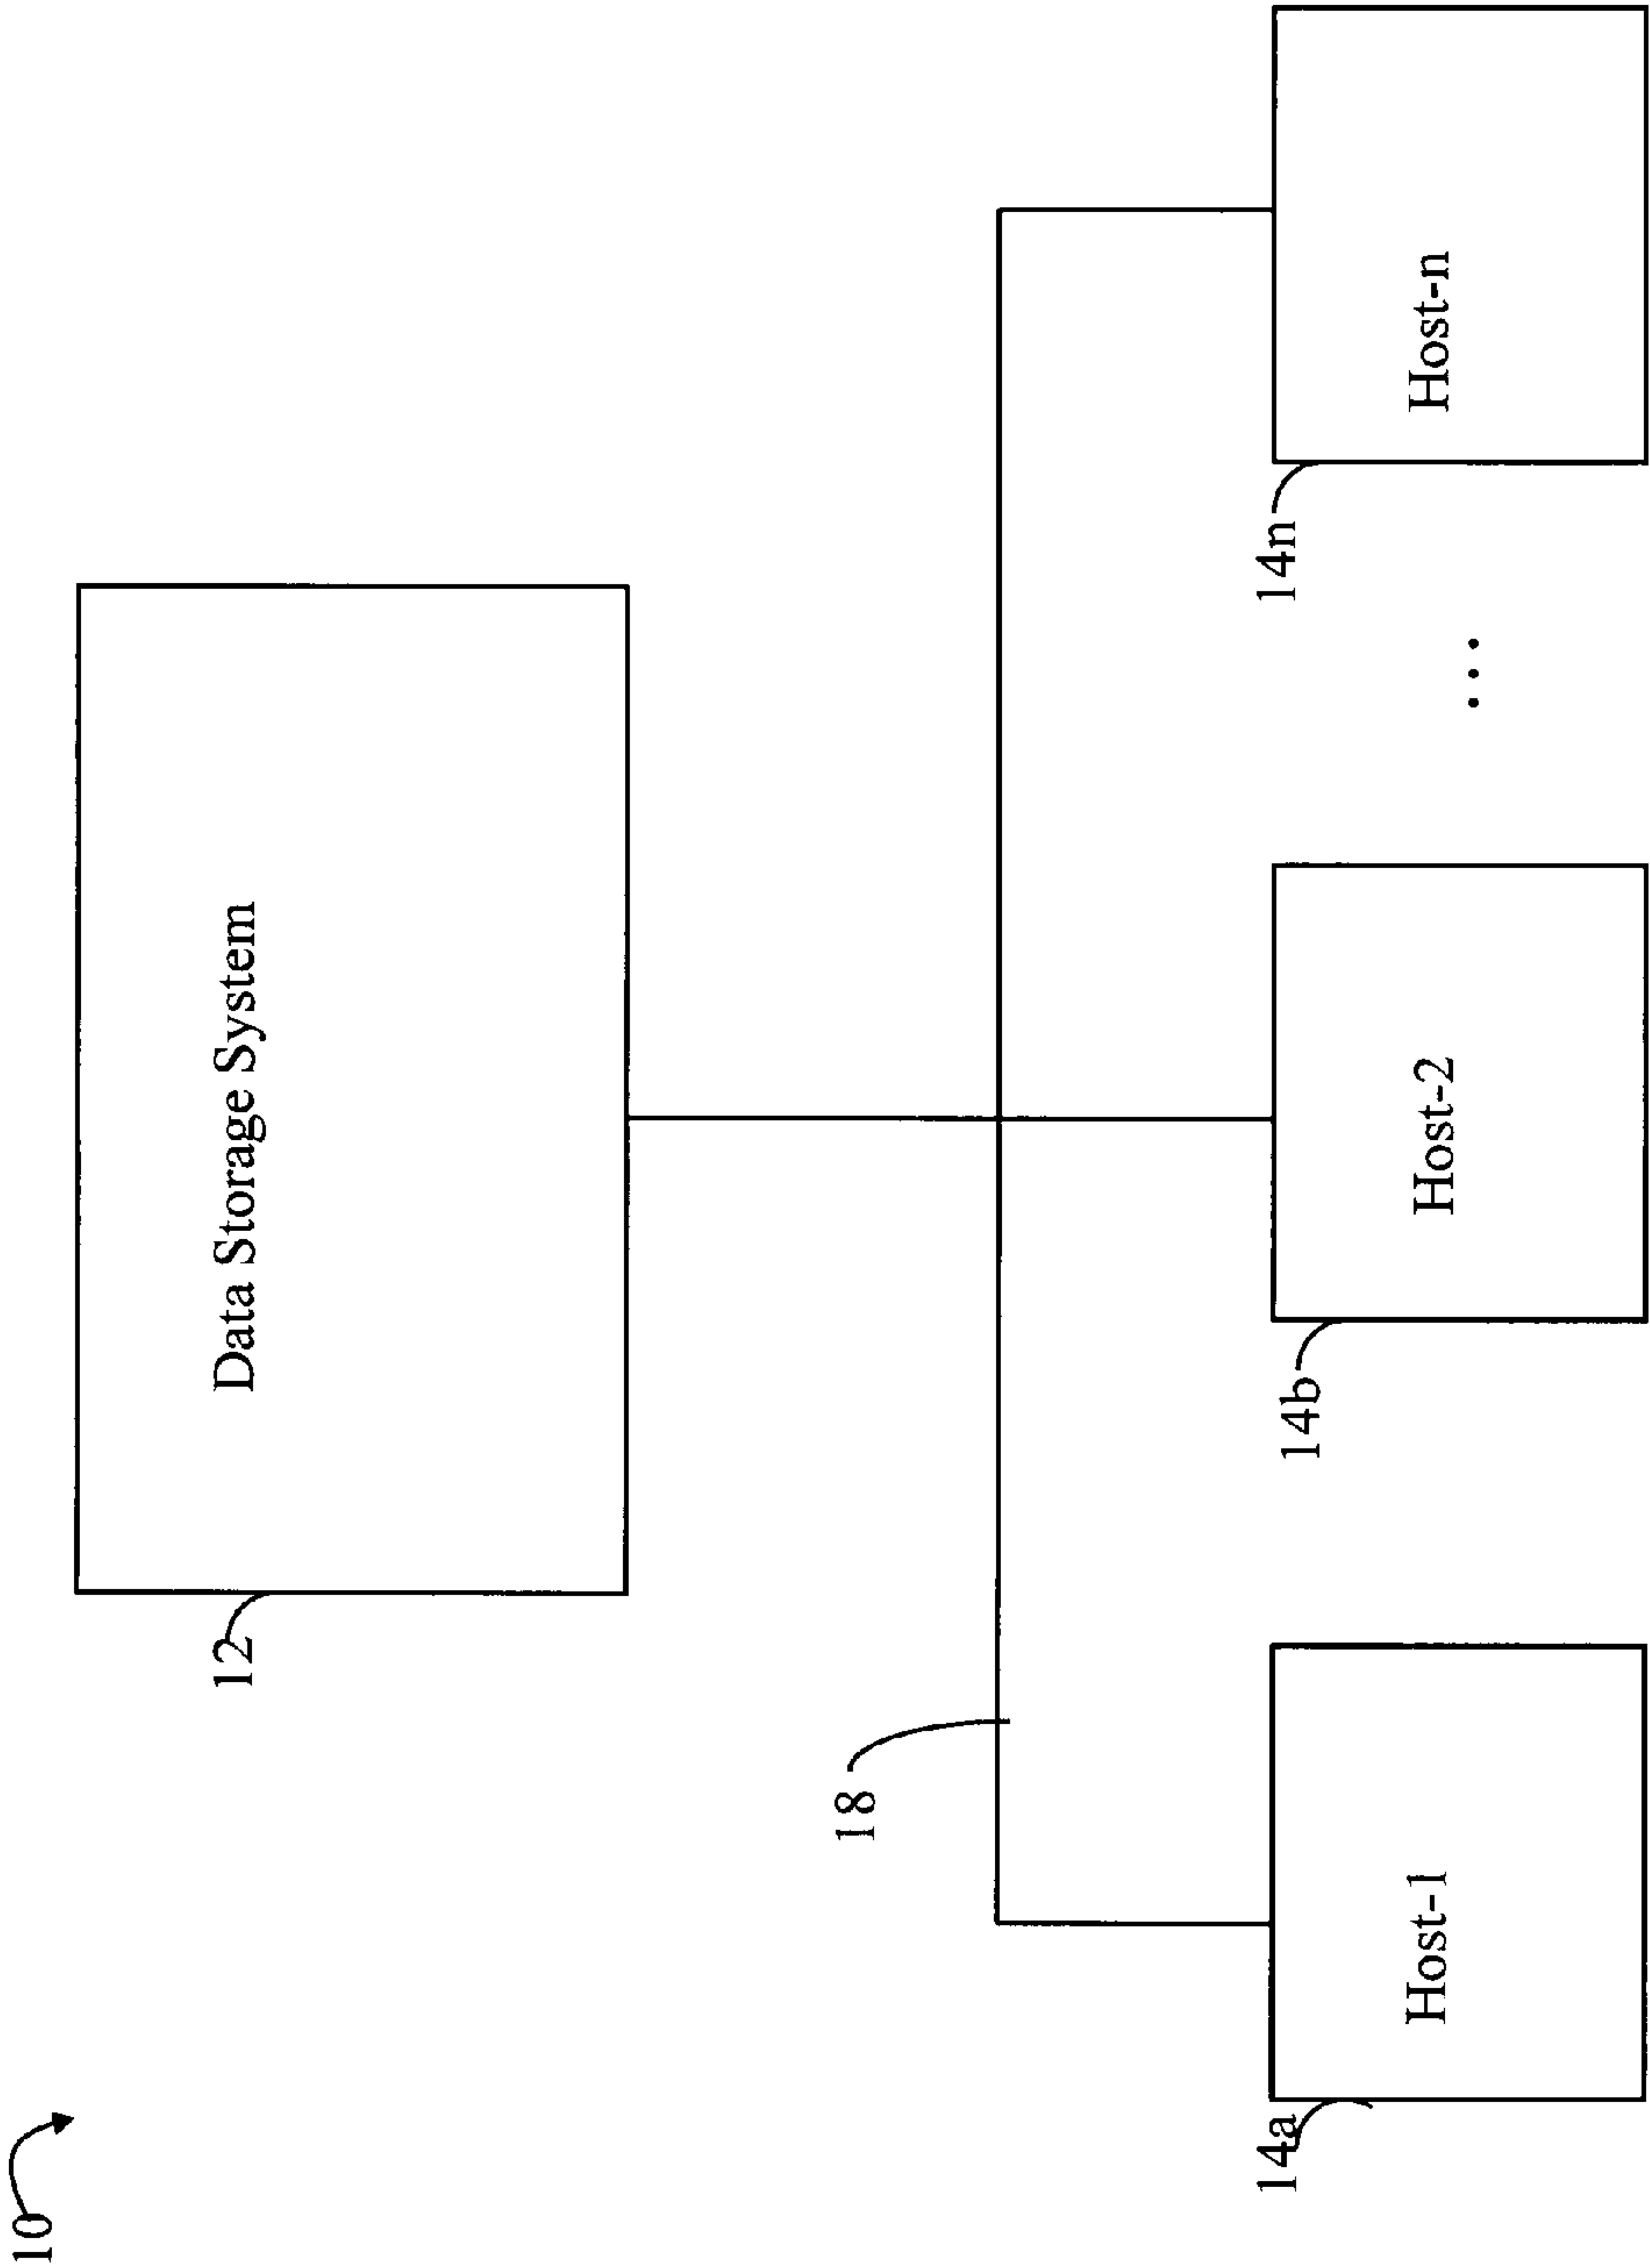 10
12
Data Storage System
18
14a
Host-1
14b
Host-2
...
14n
Host-n